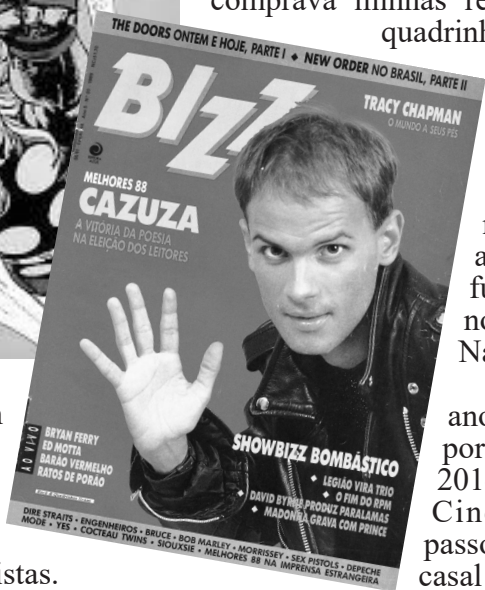 comprava minhas re
quadrinh
THE DOORS ONTEM E HOJE, PARTE I ◆ NEW ORDER NO BRASIL, PARTE II
BIZZ
TRACY CHAPMAN
O MUNDO A SEUS PÉS
MELHORES 88
CAZUZA
A VITÓRIA DA POESIA
NA ELEIÇÃO DOS LEITORES
a
fu
no
Na
BRYAN FERRY
ED MOTTA
BARÃO VERMELHO
RATOS DE PORÃO
AO VIVO
SHOWBIZZ BOMBÁSTICO
◆ LEGIÃO VIRA TRIO
◆ O FIM DO RPM
◆ DAVID BYRNE PRODUZ PARALAMAS
◆ MADONNA GRAVA COM PRINCE
DIRE STRAITS • ENGENHEIROS • BRUCE • BOB MARLEY • MORRISSEY • SEX PISTOLS • DEPECHE
MODE • YES • COCTEAU TWINS • SIOUXSIE • MELHORES 88 NA IMPRENSA ESTRANGEIRA
ano
por
201
Cine
passo
casal
istas.